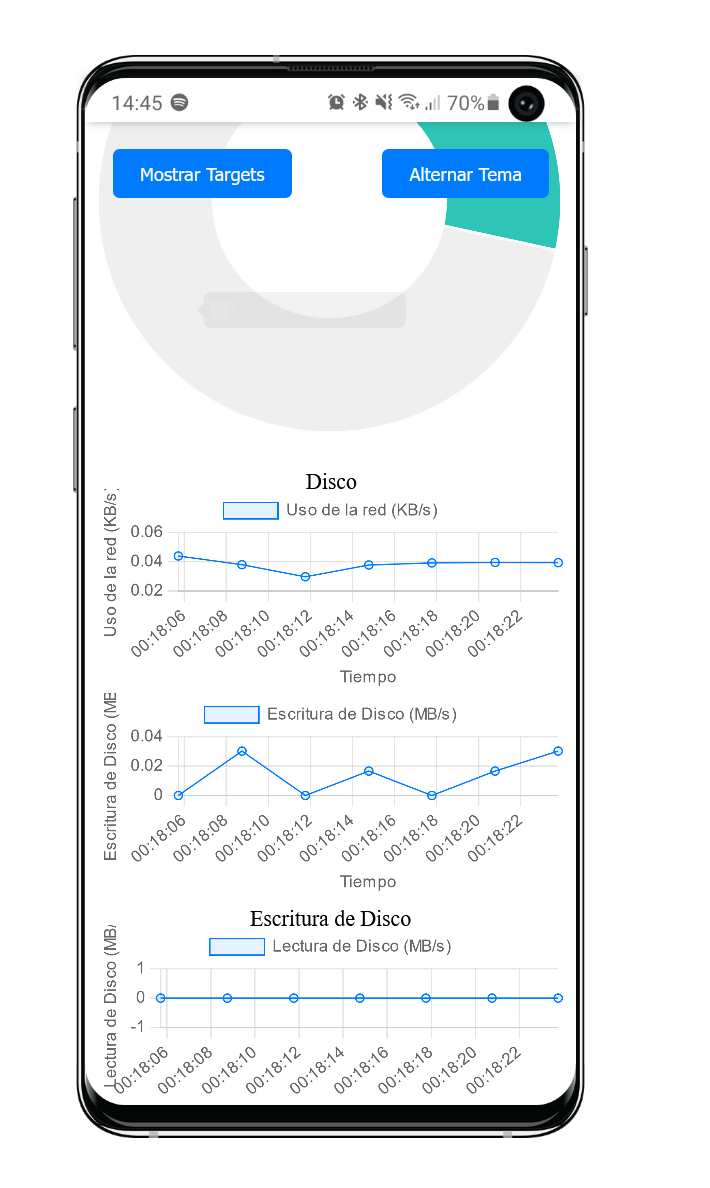 14:45 70%
Mostrar Targets Alternar Tema
Disco
Uso de la red (KB/s)
Uso de la red (KB/s)
0.06
0.04
0.02
00:18:06 00:18:08 00:18:10 00:18:12 00:18:14 00:18:16 00:18:18 00:18:20 00:18:22
Tiempo
Escritura de Disco (MB/s)
Escritura de Disco (ME
0.04
0.02
0
00:18:06 00:18:08 00:18:10 00:18:12 00:18:14 00:18:16 00:18:18 00:18:20 00:18:22
Tiempo
Escritura de Disco
Lectura de Disco (MB/s)
Lectura de Disco (MB/
1
0
-1
00:18:06 00:18:08 00:18:10 00:18:12 00:18:14 00:18:16 00:18:18 00:18:20 00:18:22